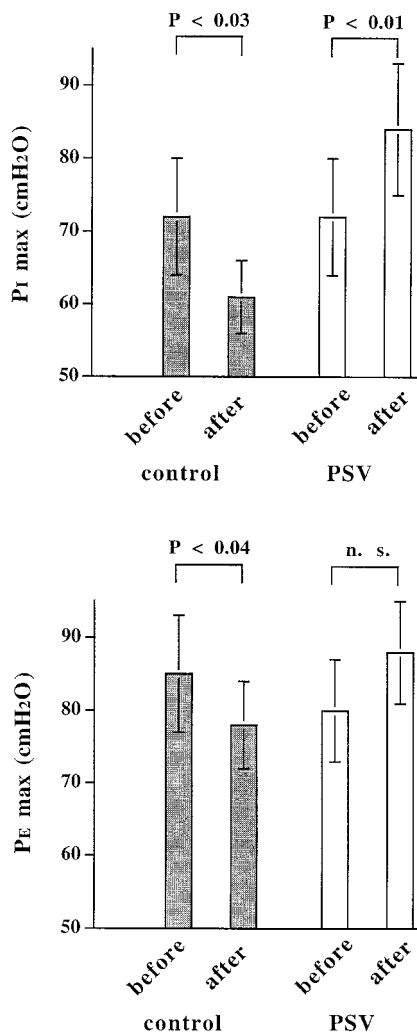 P < 0.03 P < 0.01
PI max (cmH2O)
90
80
70
60
50
before after before after
control PSV
P < 0.04 n. s.
PE max (cmH2O)
90
80
70
60
50
before after before after
control PSV